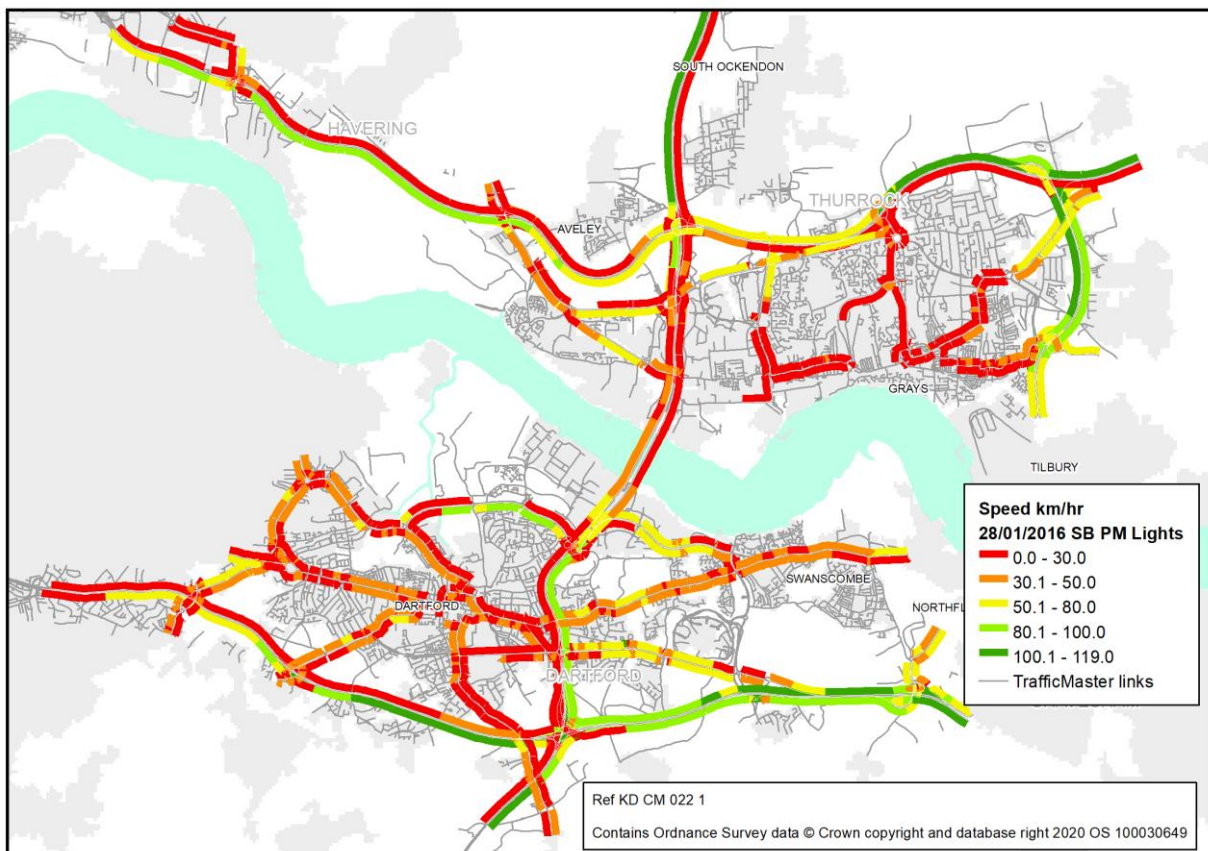 SOUTH OCKENDON
HAVERING
THURROCK
AVELEY
GRAYS
TILBURY
SWANSCOMBE
DARTFORD
NORTHFL
DARTFORD
Speed km/hr
28/01/2016 SB PM Lights
0.0 - 30.0
30.1 - 50.0
50.1 - 80.0
80.1 - 100.0
100.1 - 119.0
TrafficMaster links
Ref KD CM 022 1
Contains Ordnance Survey data © Crown copyright and database right 2020 OS 100030649